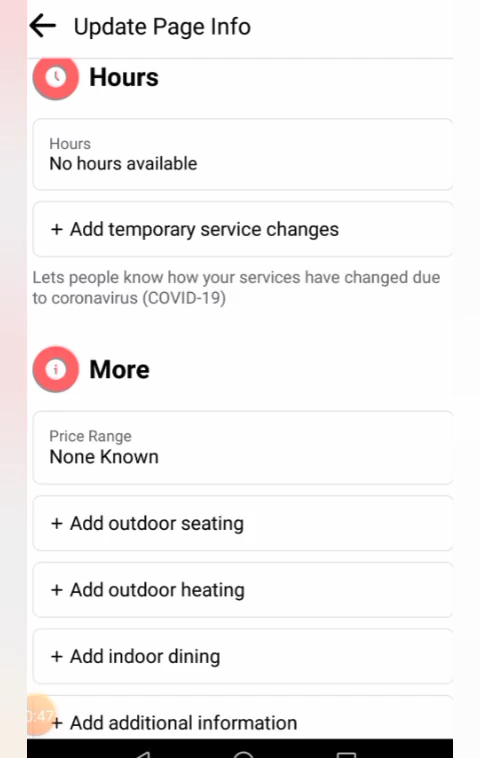 Update Page Info
Hours
Hours
No hours available
+ Add temporary service changes
Lets people know how your services have changed due
to coronavirus (COVID-19)
More
Price Range
None Known
+ Add outdoor seating
+ Add outdoor heating
+ Add indoor dining
0:47
+ Add additional information